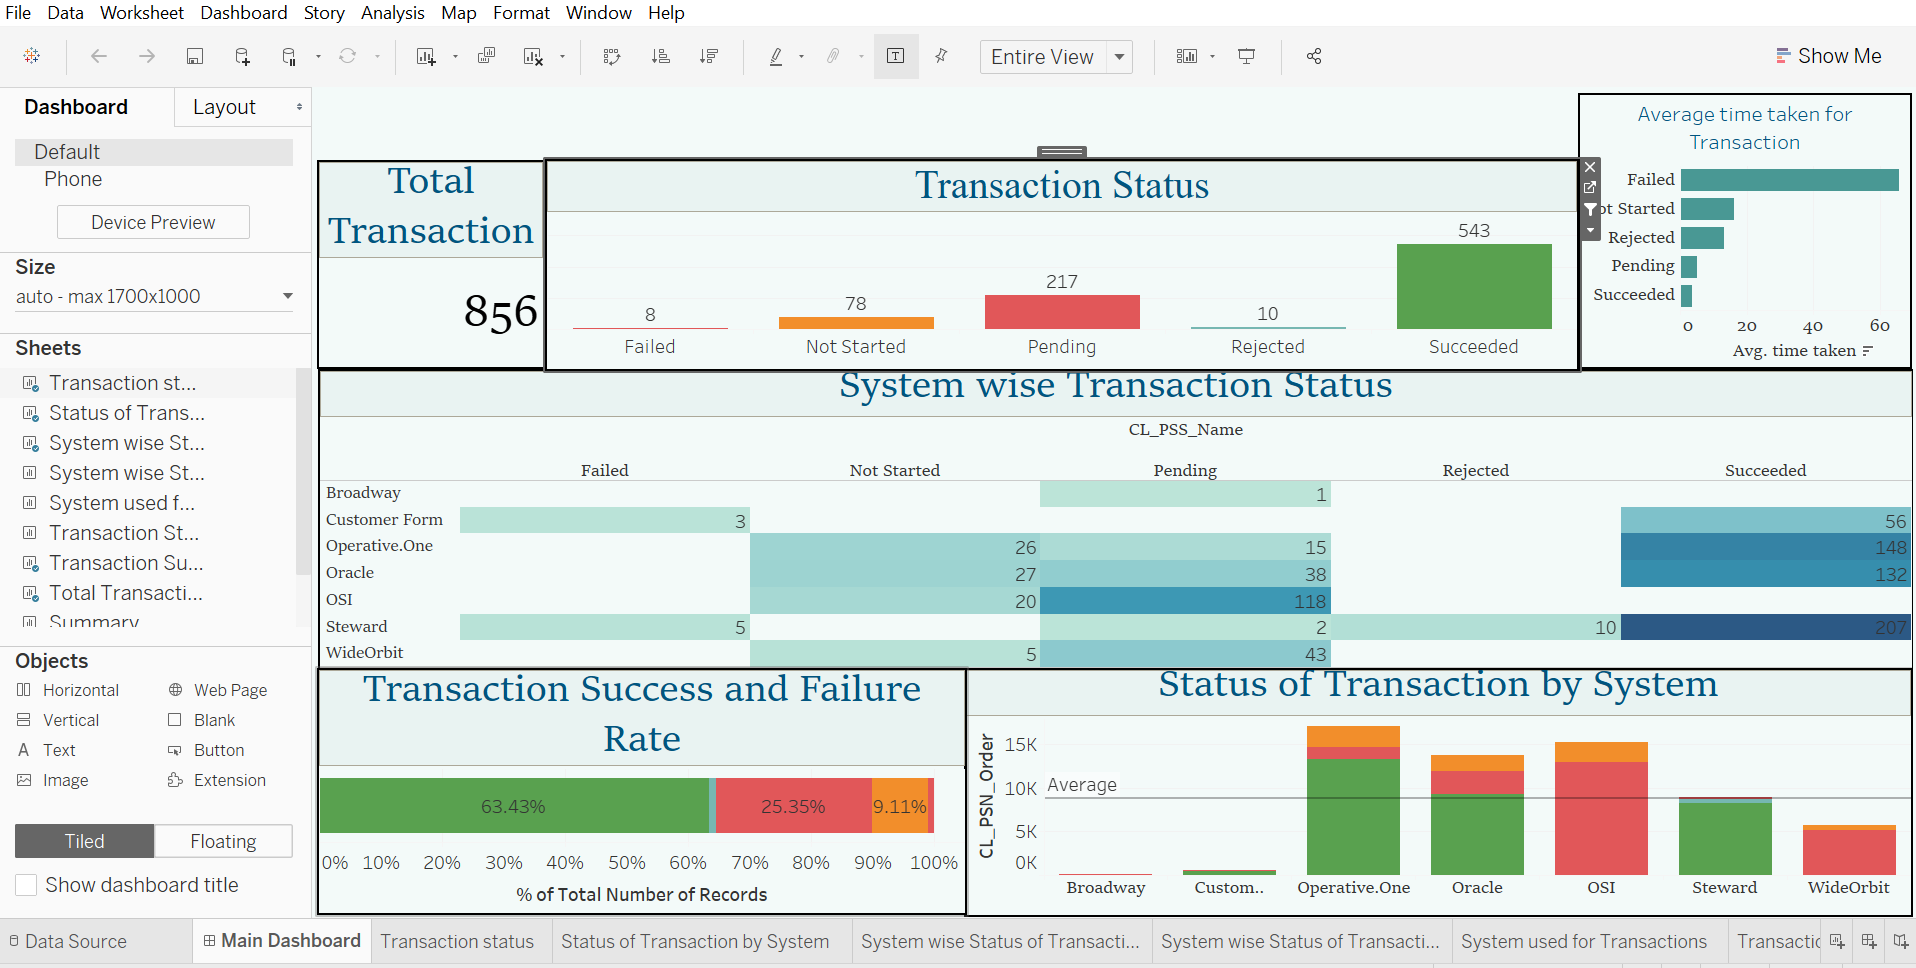 File Data Worksheet Dashboard Story Analysis Map Format Window Help
Entire View
Show Me
Dashboard Layout
Default
Phone
Device Preview
Size
auto - max 1700x1000
Sheets
Transaction st...
Status of Trans...
System wise St...
System wise St...
System used f...
Transaction St...
Transaction Su...
Total Transacti...
Summary
Objects
Horizontal Web Page
Vertical Blank
A Text Button
Image Extension
Tiled Floating
Show dashboard title
Total
Transaction
856
Transaction Status
8 78 217 10 543
Failed Not Started Pending Rejected Succeeded
Average time taken for
Transaction
Failed
ot Started
Rejected
Pending
Succeeded
0 20 40 60
Avg. time taken
System wise Transaction Status
CL_PSS_Name
Failed Not Started Pending Rejected Succeeded
Broadway 1
Customer Form 3 56
Operative.One 26 15 148
Oracle 27 38 132
OSI 20 118
Steward 5 2 10 207
WideOrbit 5 43
Transaction Success and Failure
Rate
63.43% 25.35% 9.11%
0% 10% 20% 30% 40% 50% 60% 70% 80% 90% 100%
% of Total Number of Records
Status of Transaction by System
CL_PSN_Order
15K
10K
5K
0K
Average
Broadway Custom.. Operative.One Oracle OSI Steward WideOrbit
Data Source Main Dashboard Transaction status Status of Transaction by System System wise Status of Transacti... System wise Status of Transacti... System used for Transactions Transactic